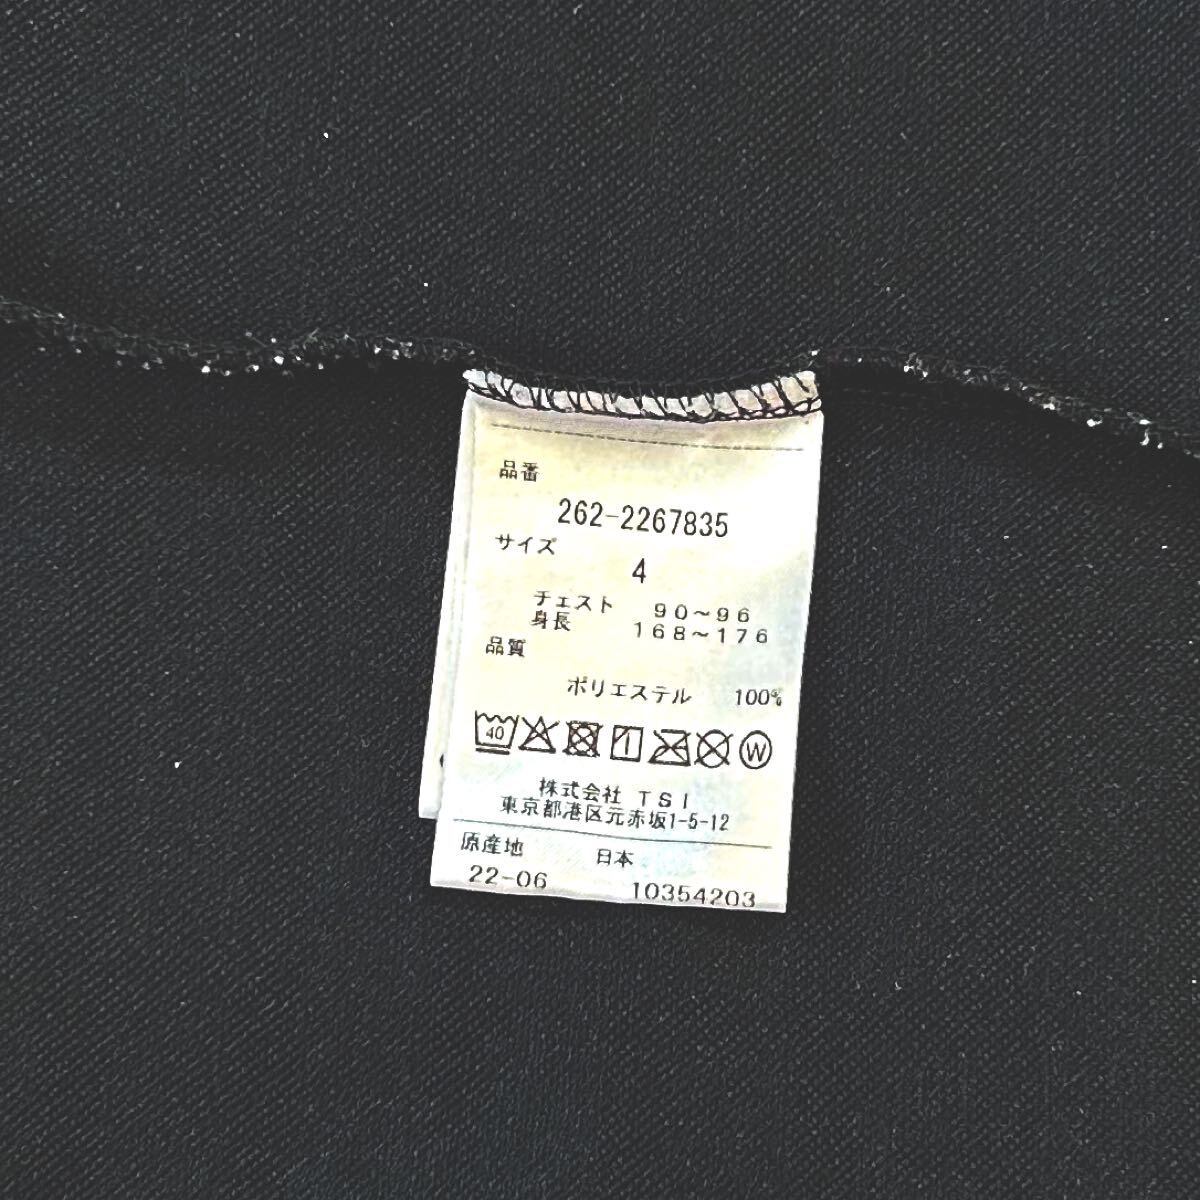 品番
262-2267835
サイズ
4
チェスト 90~96
身長 168~176
品質
ポリエステル 100%
40 W
株式会社 TSI
東京都港区元赤坂1-5-12
原産地 日本
22-06 10354203